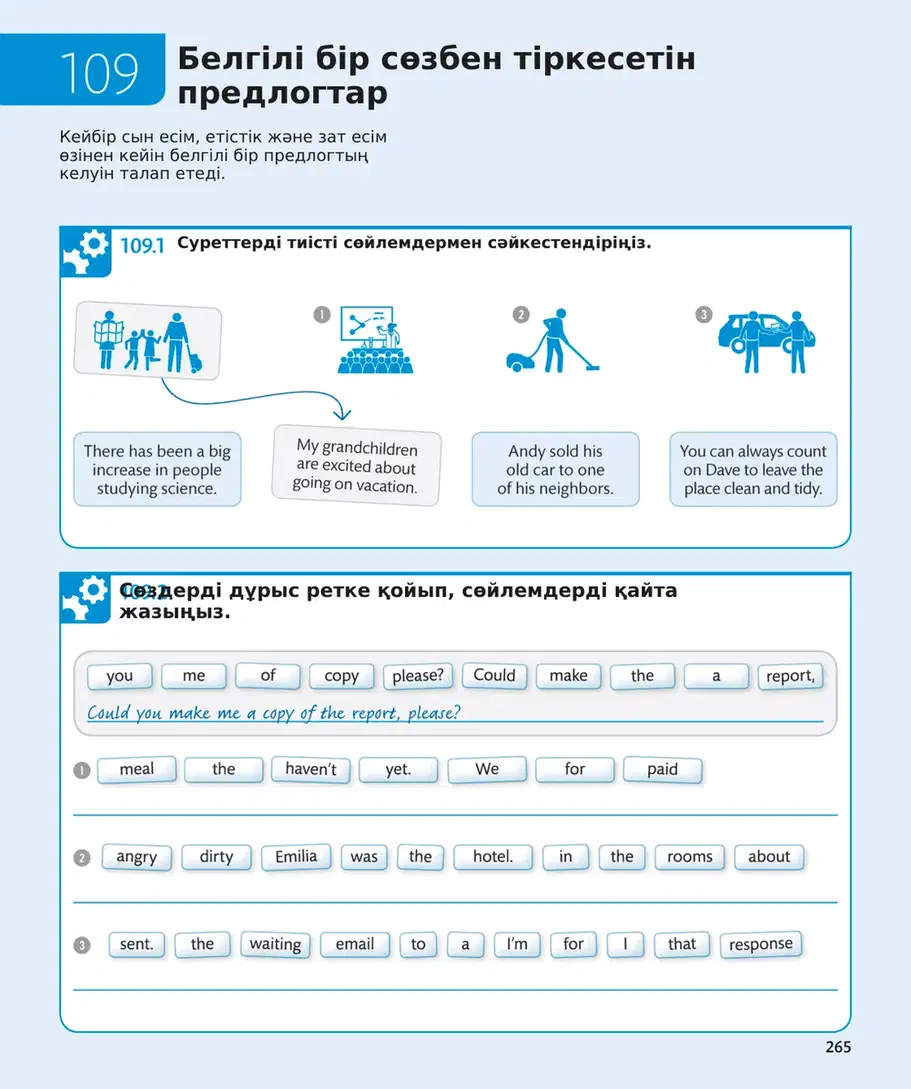 109
Белгілі бір сөзбен тіркесетін
предлогтар
Кейбір сын есім, етістік және зат есім
өзінен кейін белгілі бір предлогтың
келуін талап етеді.
109.1 Суреттерді тиісті сөйлемдермен сәйкестендіріңіз.
1
2
3
There has been a big
increase in people
studying science.
My grandchildren
are excited about
going on vacation.
Andy sold his
old car to one
of his neighbors.
You can always count
on Dave to leave the
place clean and tidy.
109.2 Сөздерді дұрыс ретке қойып, сөйлемдерді қайта
жазыңыз.
you me of copy please? Could make the a report,
Could you make me a copy of the report, please?
1 meal the haven't yet. We for paid
2 angry dirty Emilia was the hotel. in the rooms about
3 sent. the waiting email to a I'm for I that response
265